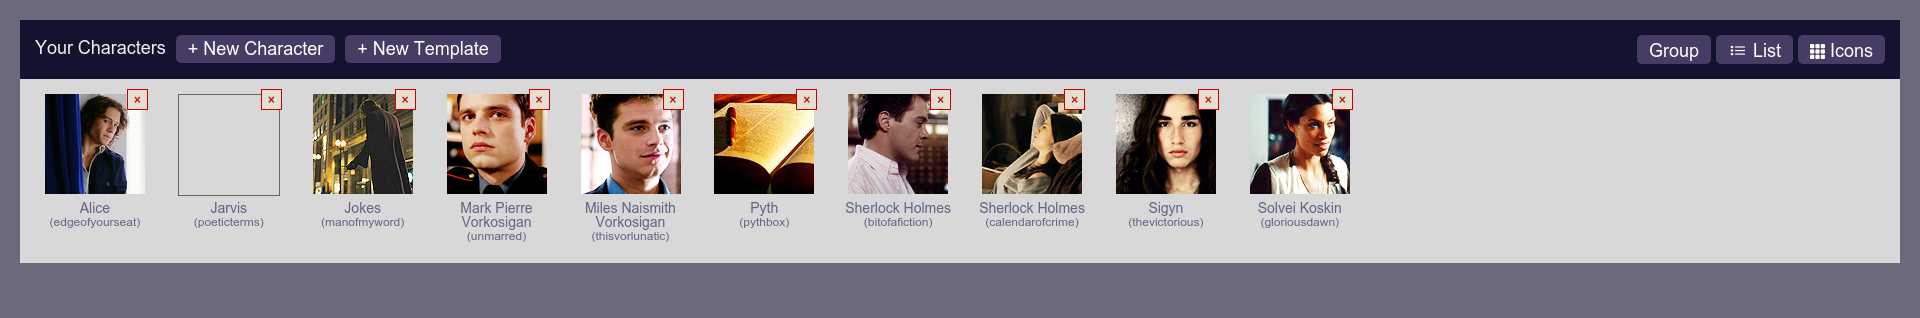 Your Characters
+ New Character
+ New Template
Group
List
Icons
×
×
×
×
×
×
×
×
×
×
Alice
(edgeofyourseat)
Jarvis
(poeticterms)
Jokes
(manofmyword)
Mark Pierre
Vorkosigan
(unmarred)
Miles Naismith
Vorkosigan
(thisvorlunatic)
Pyth
(pythbox)
Sherlock Holmes
(bitofafiction)
Sherlock Holmes
(calendarofcrime)
Sigyn
(thevictorious)
Solvei Koskin
(gloriousdawn)